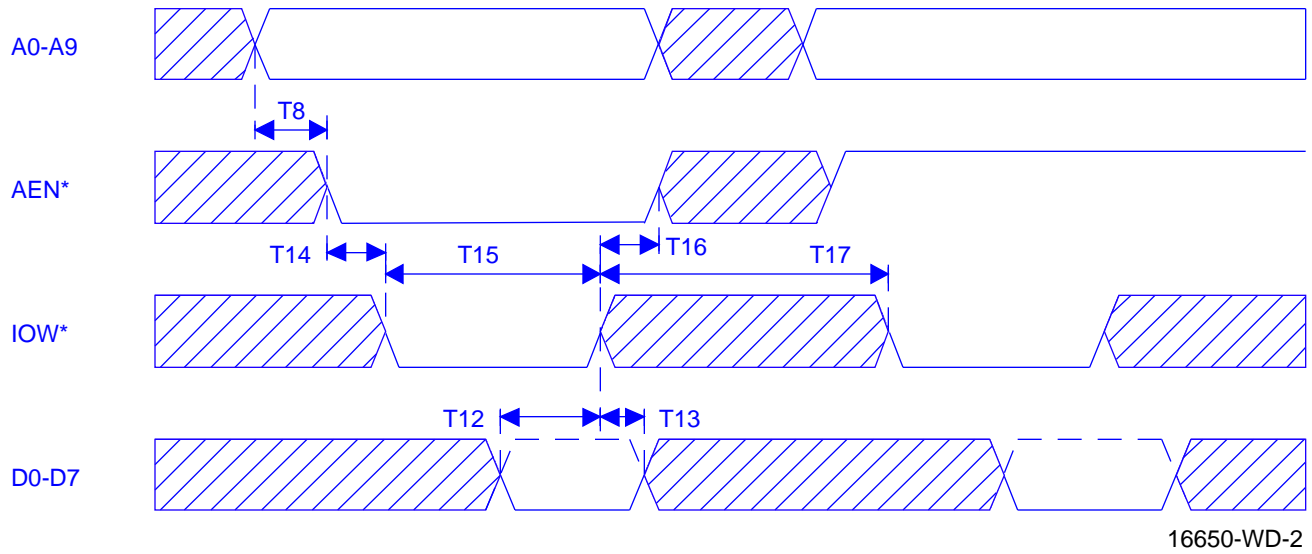 A0-A9
T8
AEN*
T14
T15
T16
T17
IOW*
T12
T13
D0-D7
16650-WD-2